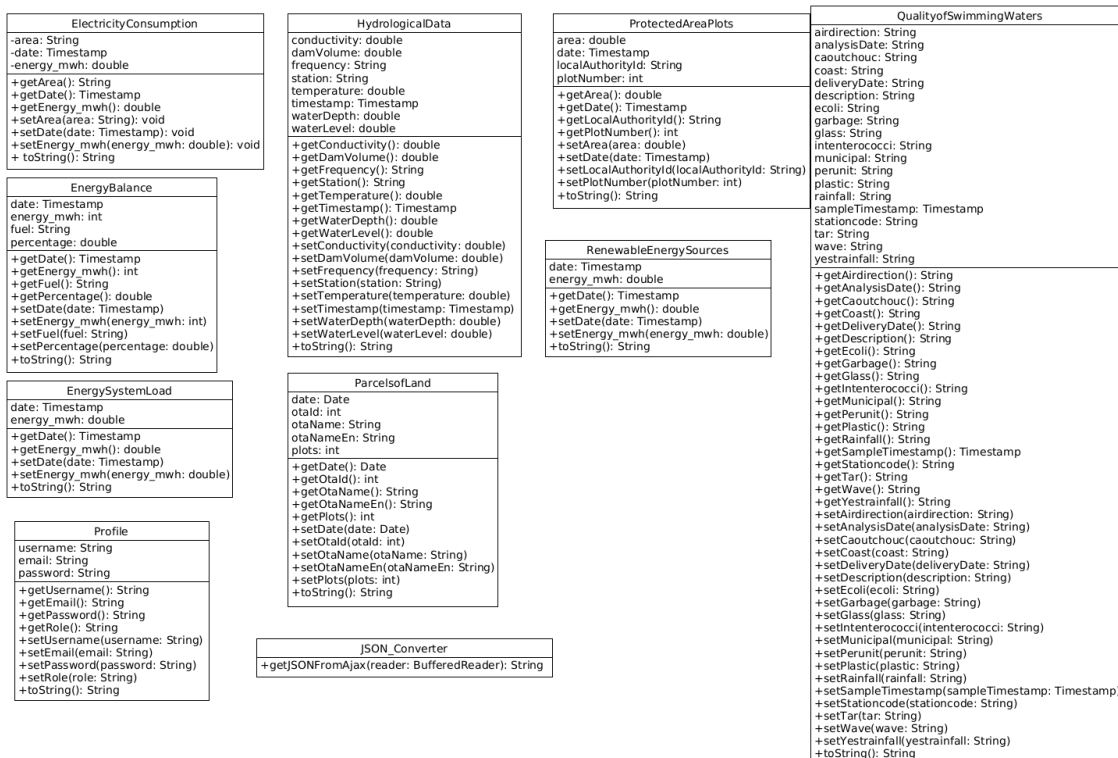 ElectricityConsumption
-area: String
-date: Timestamp
-energy_mwh: double
+getArea(): String
+getDate(): Timestamp
+getEnergy_mwh(): double
+setArea(area: String): void
+setDate(date: Timestamp): void
+setEnergy_mwh(energy_mwh: double): void
+ toString(): String
EnergyBalance
date: Timestamp
energy_mwh: int
fuel: String
percentage: double
+getDate(): Timestamp
+getEnergy_mwh(): int
+getFuel(): String
+getPercentage(): double
+setDate(date: Timestamp)
+setEnergy_mwh(energy_mwh: int)
+setFuel(fuel: String)
+setPercentage(percentage: double)
+toString(): String
EnergySystemLoad
date: Timestamp
energy_mwh: double
+getDate(): Timestamp
+getEnergy_mwh(): double
+setDate(date: Timestamp)
+setEnergy_mwh(energy_mwh: double)
+toString(): String
Profile
username: String
email: String
password: String
+getUsername(): String
+getEmail(): String
+getPassword(): String
+getRole(): String
+setUsername(username: String)
+setEmail(email: String)
+setPassword(password: String)
+setRole(role: String)
+toString(): String
HydrologicalData
conductivity: double
damVolume: double
frequency: String
station: String
temperature: double
timestamp: Timestamp
waterDepth: double
waterLevel: double
+getConductivity(): double
+getDamVolume(): double
+getFrequency(): String
+getStation(): String
+getTemperature(): double
+getTimestamp(): Timestamp
+getWaterDepth(): double
+getWaterLevel(): double
+setConductivity(conductivity: double)
+setDamVolume(damVolume: double)
+setFrequency(frequency: String)
+setStation(station: String)
+setTemperature(temperature: double)
+setTimestamp(timestamp: Timestamp)
+setWaterDepth(waterDepth: double)
+setWaterLevel(waterLevel: double)
+toString(): String
ParcelsofLand
date: Date
otaId: int
otaName: String
otaNameEn: String
plots: int
+getDate(): Date
+getOtaId(): int
+getOtaName(): String
+getOtaNameEn(): String
+getPlots(): int
+setDate(date: Date)
+setOtaId(otaId: int)
+setOtaName(otaName: String)
+setOtaNameEn(otaNameEn: String)
+setPlots(plots: int)
+toString(): String
JSON_Converter
+getJSONFromAjax(reader: BufferedReader): String
ProtectedAreaPlots
area: double
date: Timestamp
localAuthorityId: String
plotNumber: int
+getArea(): double
+getDate(): Timestamp
+getLocalAuthorityId(): String
+getPlotNumber(): int
+setArea(area: double)
+setDate(date: Timestamp)
+setLocalAuthorityId(localAuthorityId: String)
+setPlotNumber(plotNumber: int)
+toString(): String
RenewableEnergySources
date: Timestamp
energy_mwh: double
+getDate(): Timestamp
+getEnergy_mwh(): double
+setDate(date: Timestamp)
+setEnergy_mwh(energy_mwh: double)
+toString(): String
QualityofSwimmingWaters
airdirection: String
analysisDate: String
caoutchouc: String
coast: String
deliveryDate: String
description: String
ecoli: String
garbage: String
glass: String
intenterococci: String
municipal: String
perunit: String
plastic: String
rainfall: String
sampleTimestamp: Timestamp
stationcode: String
tar: String
wave: String
yestrainfall: String
+getAirdirection(): String
+getAnalysisDate(): String
+getCaoutchouc(): String
+getCoast(): String
+getDeliveryDate(): String
+getDescription(): String
+getEcoli(): String
+getGarbage(): String
+getGlass(): String
+getIntenterococci(): String
+getMunicipal(): String
+getPerunit(): String
+getPlastic(): String
+getRainfall(): String
+getSampleTimestamp(): Timestamp
+getStationcode(): String
+getTar(): String
+getWave(): String
+getYestrainfall(): String
+setAirdirection(airdirection: String)
+setAnalysisDate(analysisDate: String)
+setCaoutchouc(caoutchouc: String)
+setCoast(coast: String)
+setDeliveryDate(deliveryDate: String)
+setDescription(description: String)
+setEcoli(ecoli: String)
+setGarbage(garbage: String)
+setGlass(glass: String)
+setIntenterococci(intenterococci: String)
+setMunicipal(municipal: String)
+setPerunit(perunit: String)
+setPlastic(plastic: String)
+setRainfall(rainfall: String)
+setSampleTimestamp(sampleTimestamp: Timestamp)
+setStationcode(stationcode: String)
+setTar(tar: String)
+setWave(wave: String)
+setYestrainfall(yestrainfall: String)
+toString(): String